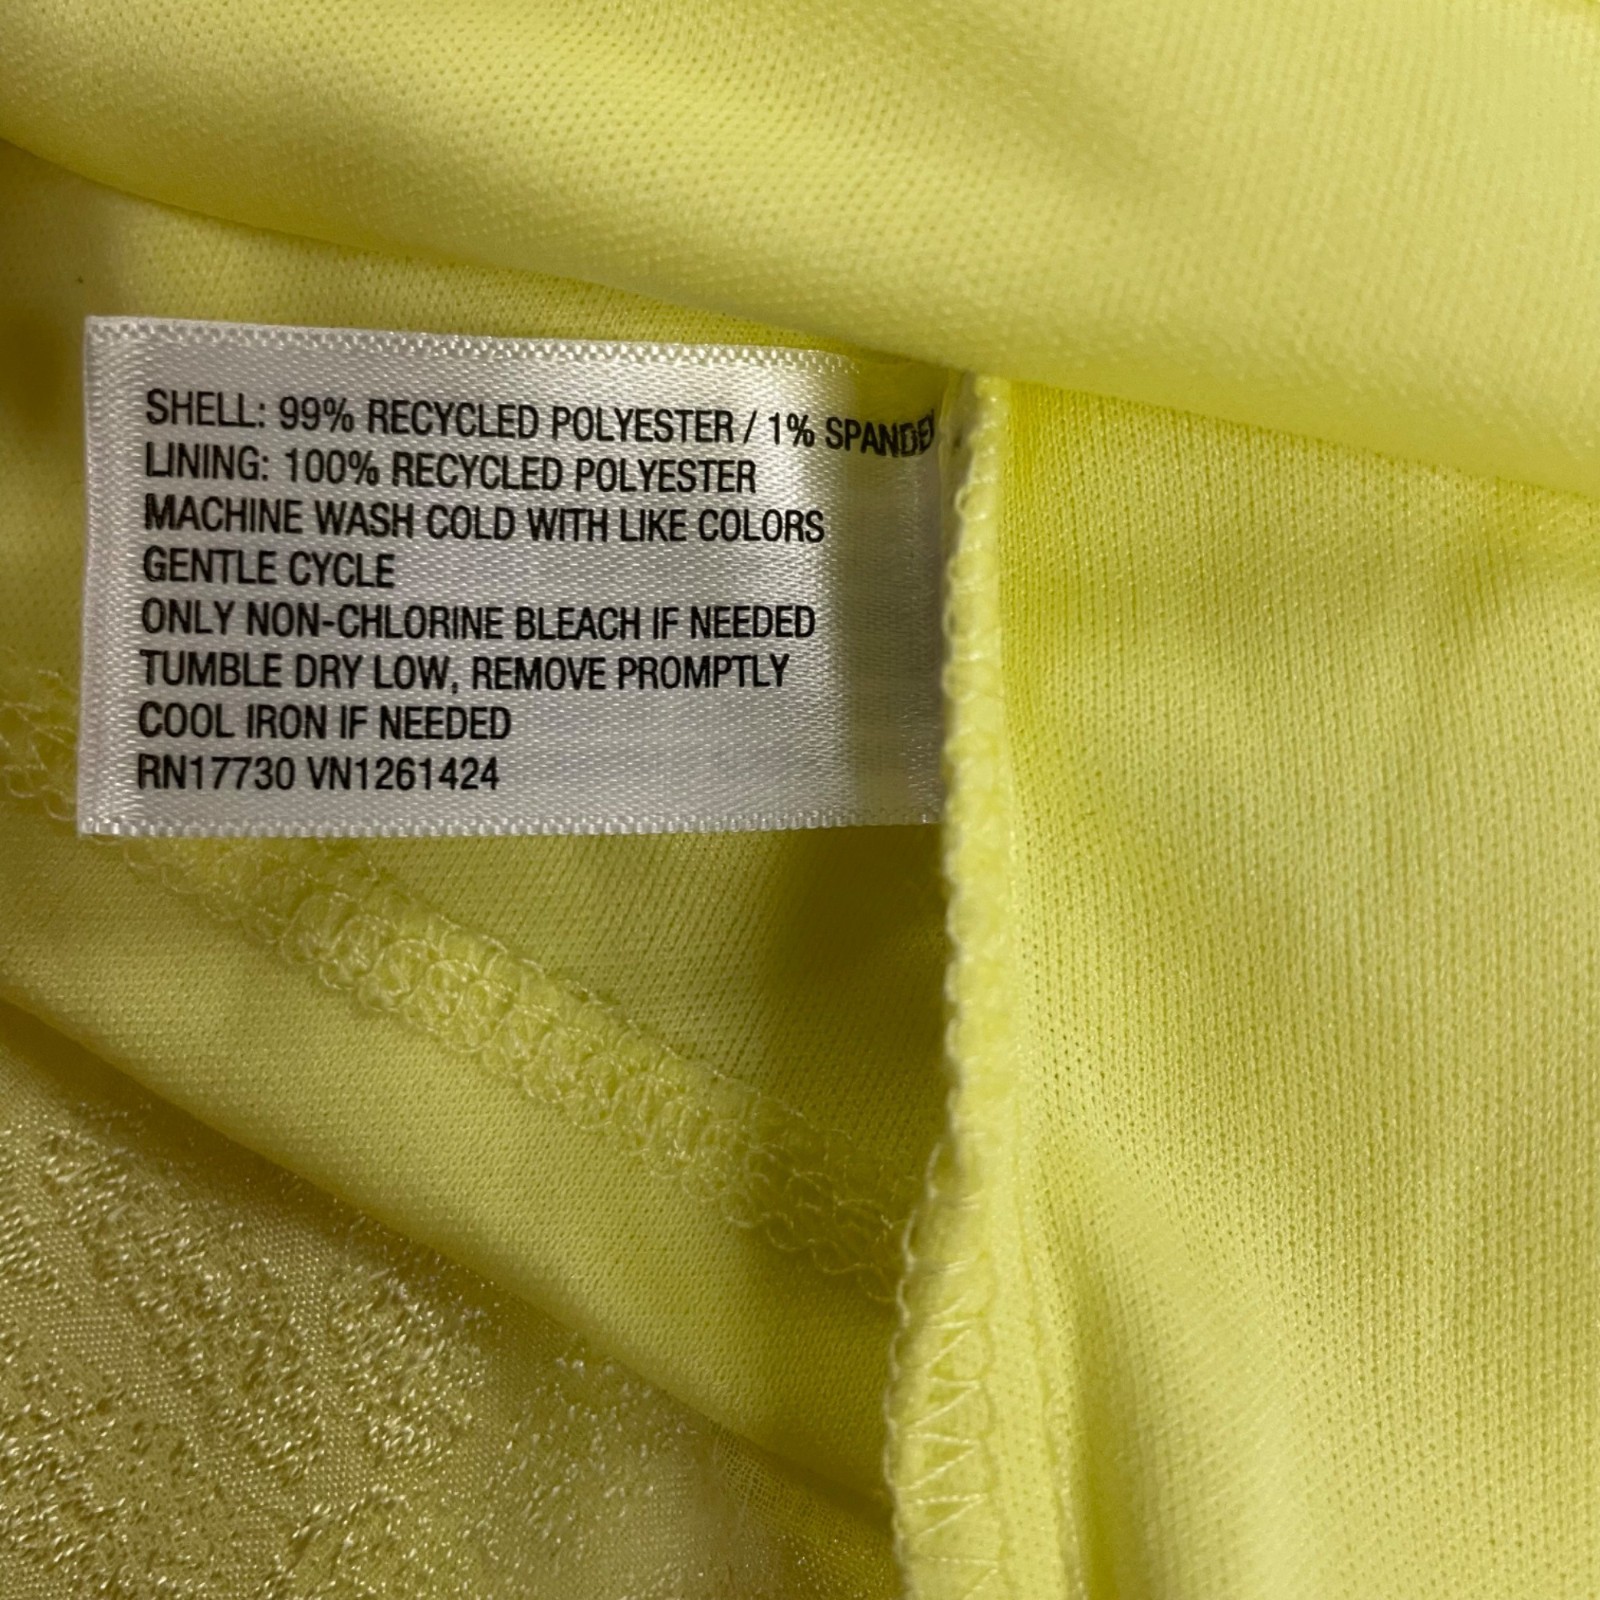 SHELL: 99% RECYCLED POLYESTER / 1% SPANDEX
LINING: 100% RECYCLED POLYESTER
MACHINE WASH COLD WITH LIKE COLORS
GENTLE CYCLE
ONLY NON-CHLORINE BLEACH IF NEEDED
TUMBLE DRY LOW, REMOVE PROMPTLY
COOL IRON IF NEEDED
RN17730 VN1261424